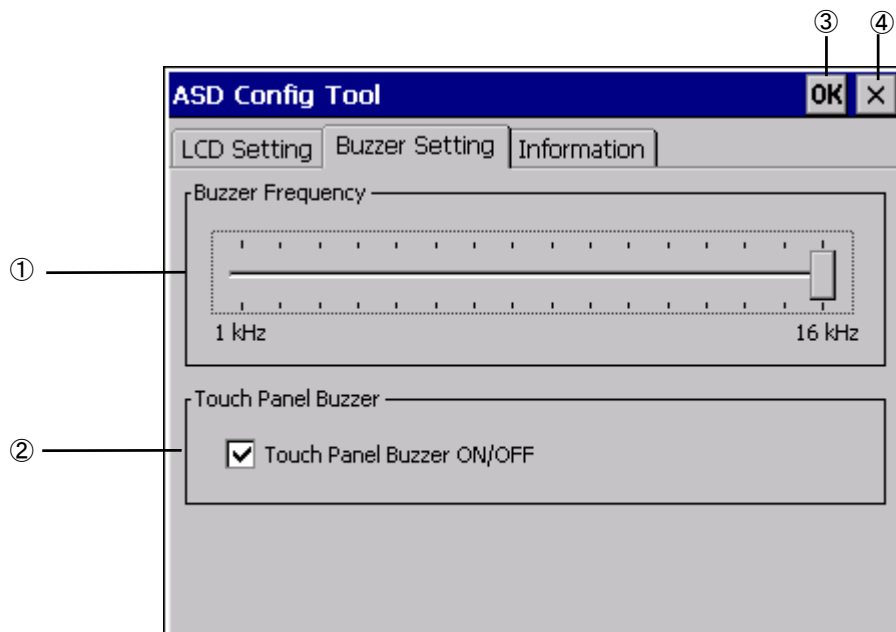 ③ ④
ASD Config Tool OK ×
LCD Setting Buzzer Setting Information
Buzzer Frequency
①
1 kHz 16 kHz
Touch Panel Buzzer
② Touch Panel Buzzer ON/OFF